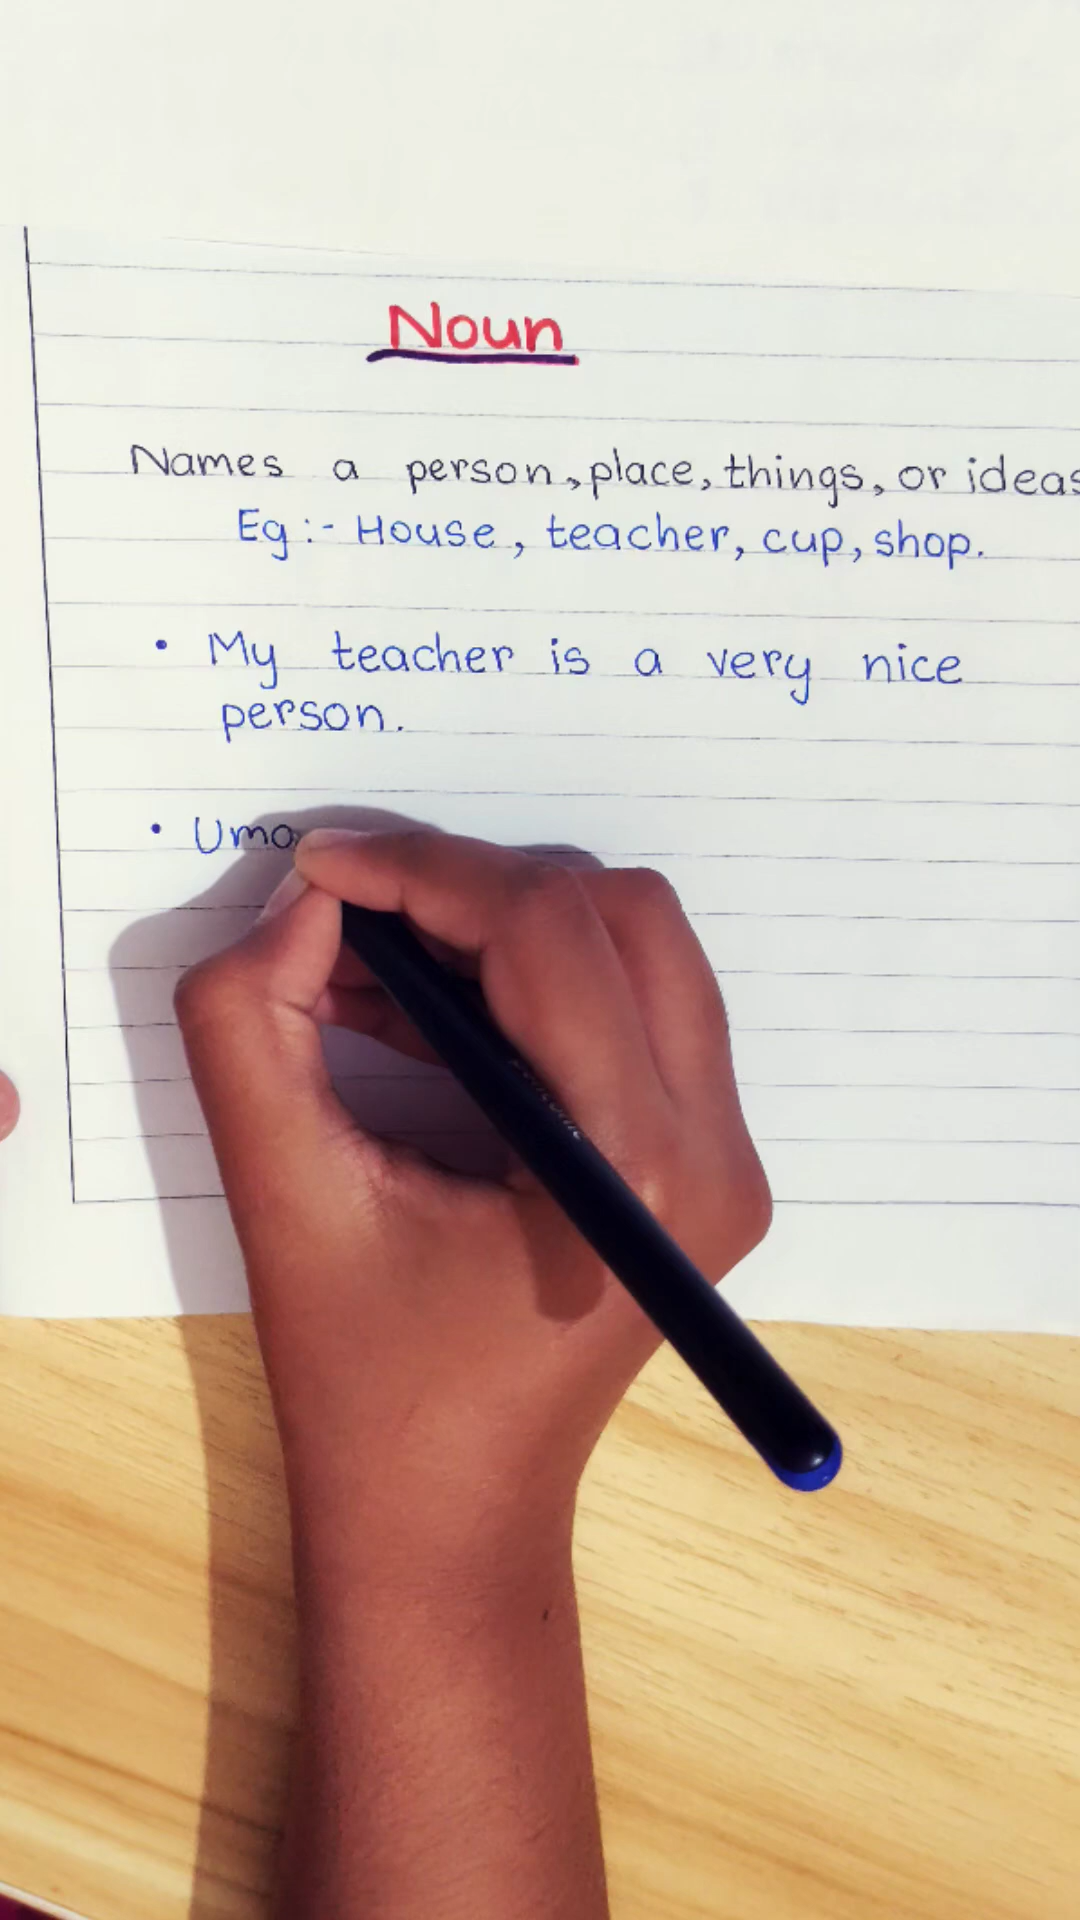 Noun
Names a person, place, things, or ideas
Eg :- House, teacher, cup, shop.
• My teacher is a very nice
person.
• Uma